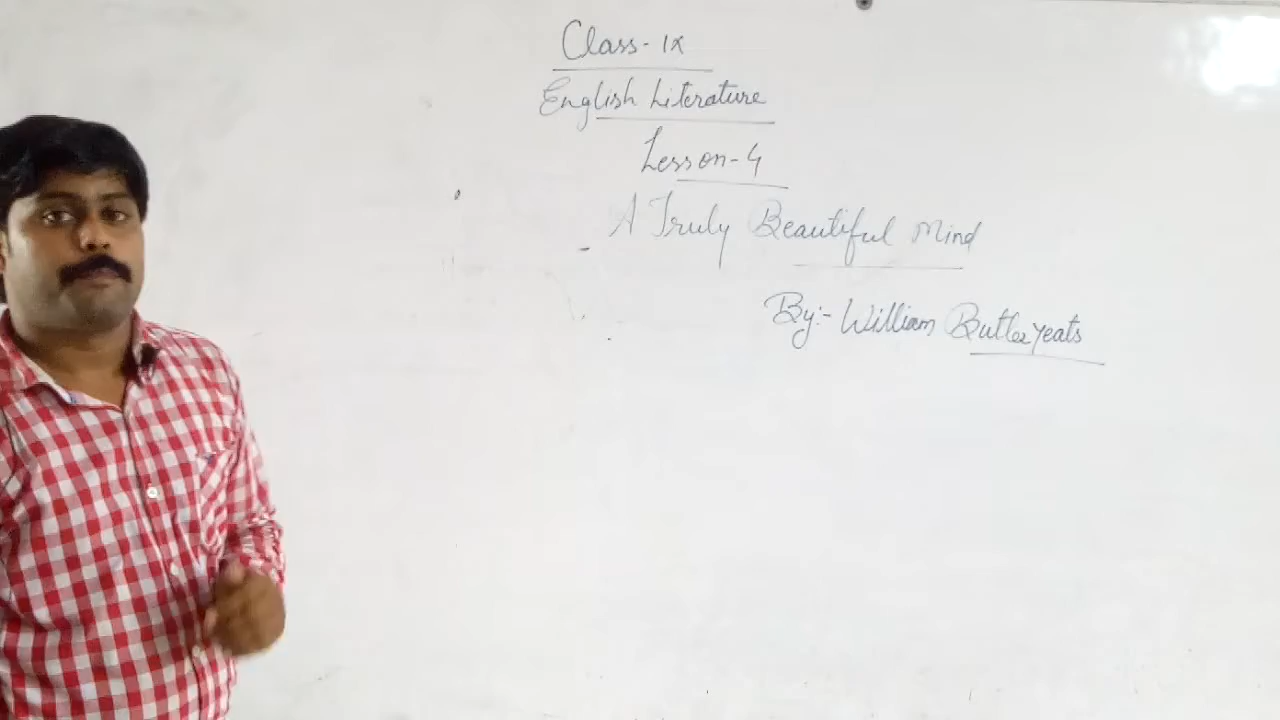 Class-IX
English Literature
Lesson-4
A Truly Beautiful Mind
By:- William Butler Yeats